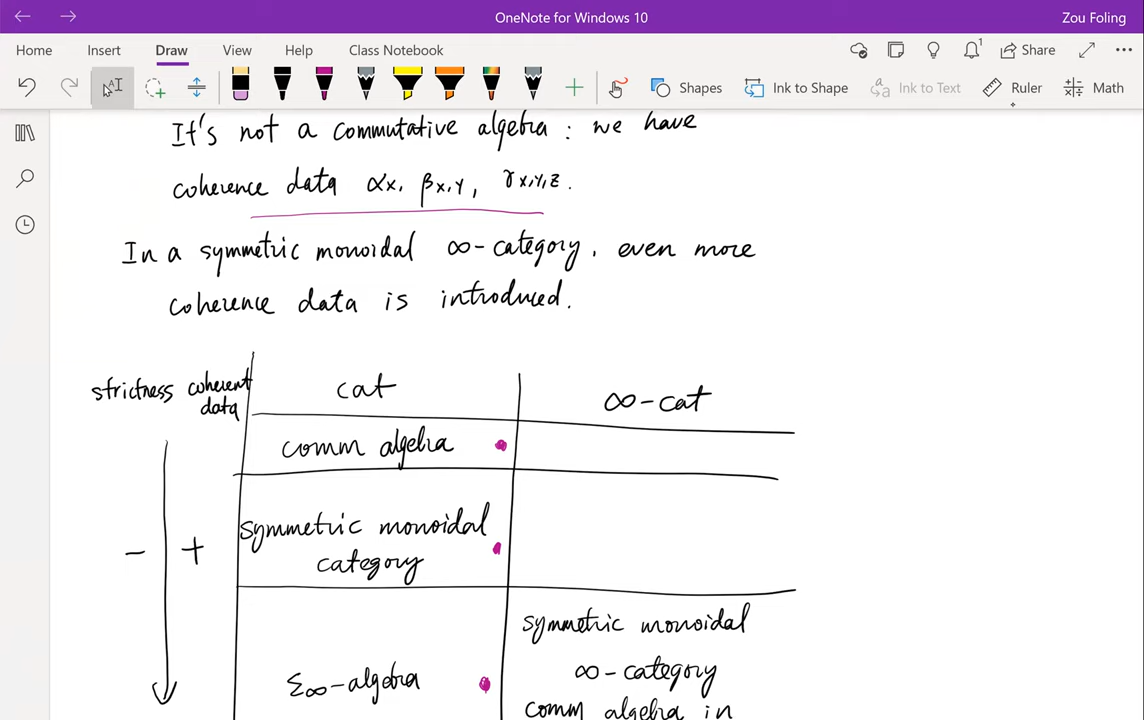 OneNote for Windows 10
Zou Foling
Home Insert Draw View Help Class Notebook
1
Share
Shapes Ink to Shape Ink to Text Ruler Math
It's not a commutative algebra : we have
coherence data αx, βx,y, γx,y,z.
In a symmetric monoidal ∞-category, even more
coherence data is introduced.
strictness coherent data
cat
∞-cat
comm algebra
symmetric monoidal
category
- +
Σ∞-algebra
symmetric monoidal
∞-category
comm algebra in